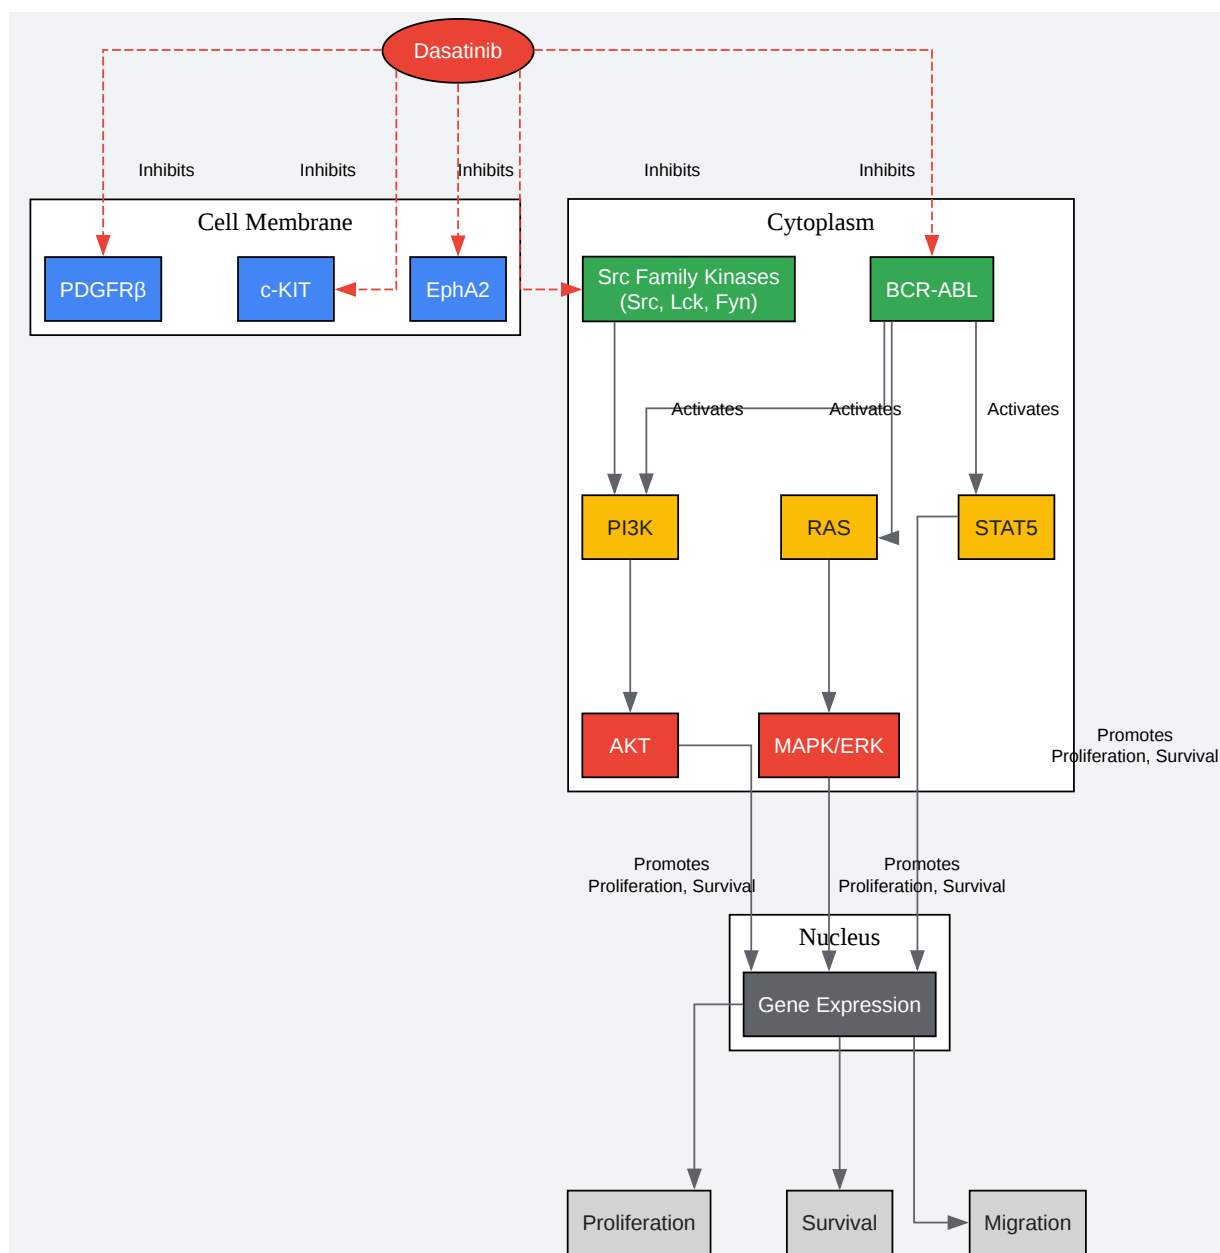 Dasatinib
Inhibits
Inhibits
Inhibits
Inhibits
Inhibits
Cell Membrane
Cytoplasm
PDGFRβ
c-KIT
EphA2
Src Family Kinases
(Src, Lck, Fyn)
BCR-ABL
Activates
Activates
Activates
PI3K
RAS
STAT5
AKT
MAPK/ERK
Promotes
Proliferation, Survival
Promotes
Proliferation, Survival
Promotes
Proliferation, Survival
Nucleus
Gene Expression
Proliferation
Survival
Migration